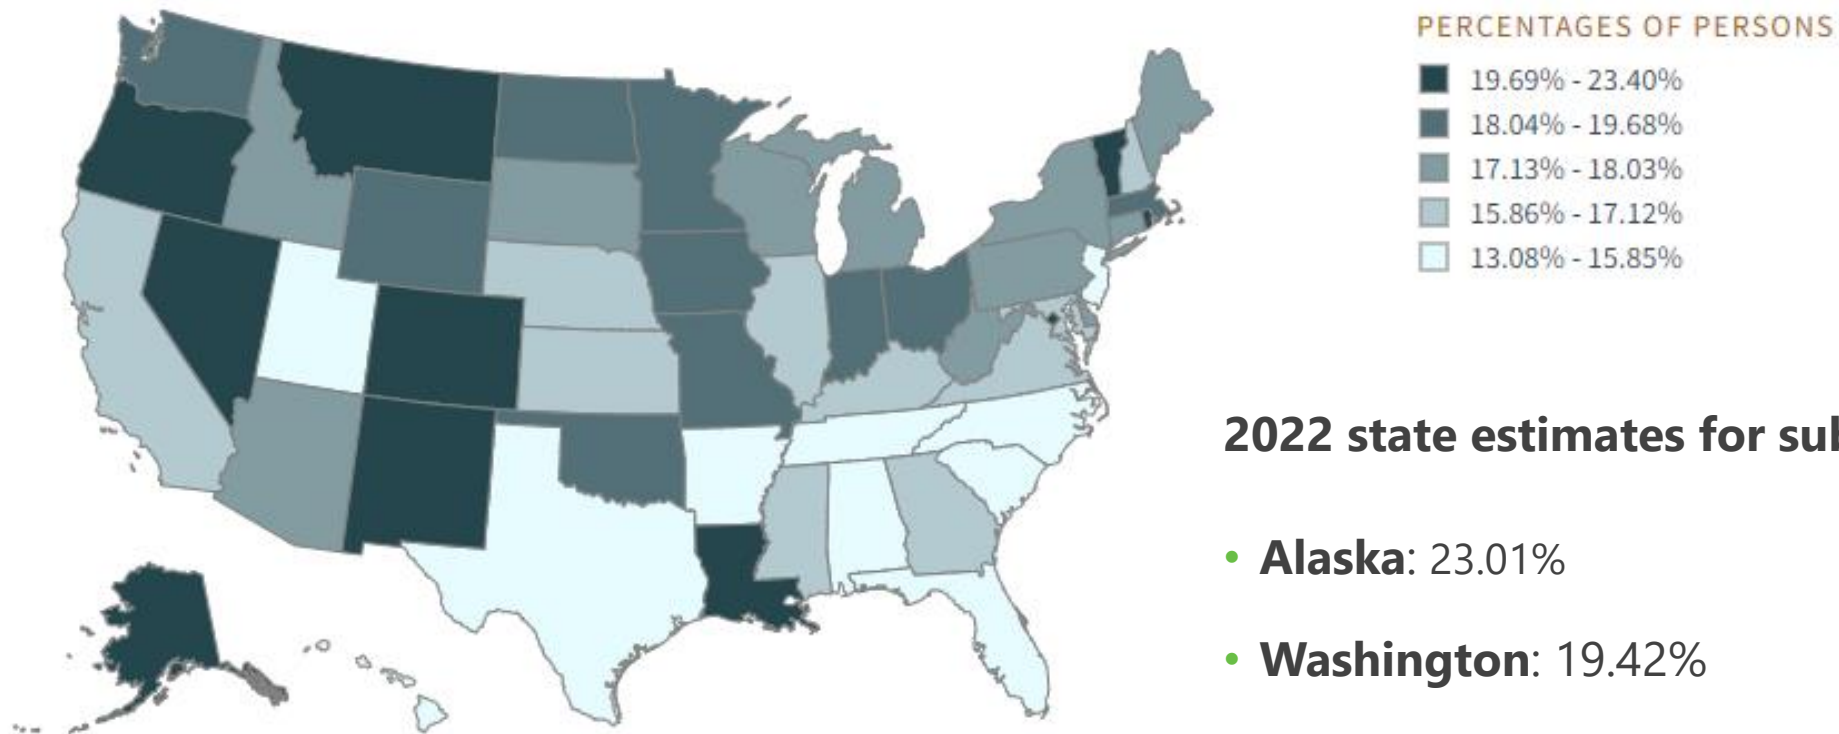 PERCENTAGES OF PERSONS
19.69% - 23.40%
18.04% - 19.68%
17.13% - 18.03%
15.86% - 17.12%
13.08% - 15.85%
2022 state estimates for sub
• Alaska: 23.01%
• Washington: 19.42%